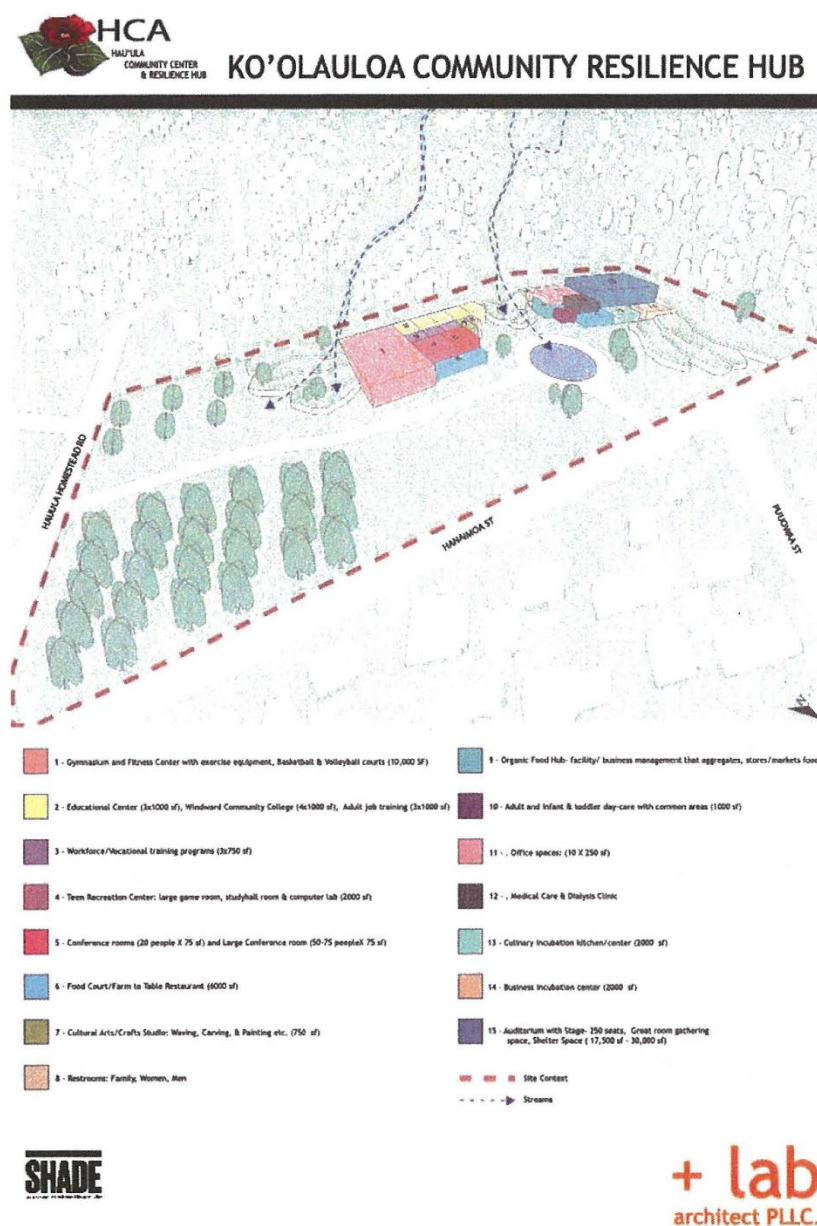 HCA
HAU'ULA
COMMUNITY CENTER
& RESILIENCE HUB
KO'OLAULOA COMMUNITY RESILIENCE HUB
HAUULA HOMESTEAD RD
HANAIMOA ST
PUUOWAA ST
N
1 - Gymnasium and Fitness Center with exercise equipment, Basketball & Volleyball courts (10,000 SF)
2 - Educational Center (3x1000 sf), Windward Community College (4x1000 sf), Adult job training (3x1000 sf)
3 - Workforce/Vocational training programs (3x750 sf)
4 - Teen Recreation Center: large game room, studyhall room & computer lab (2000 sf)
5 - Conference rooms (20 people X 75 sf) and Large Conference room (50-75 peopleX 75 sf)
6 - Food Court/Farm to Table Restaurant (6000 sf)
7 - Cultural Arts/Crafts Studio: Waving, Carving, & Painting etc. (750 sf)
8 - Restrooms: Family, Women, Men
9 - Organic Food Hub- facility/ business management that aggregates, stores/markets food
10 - Adult and Infant & toddler day-care with common areas (1000 sf)
11 - . Office spaces: (10 X 250 sf)
12 - . Medical Care & Dialysis Clinic
13 - Culinary Incubation kitchen/center (2000 sf)
14 - Business Incubation center (2000 sf)
15 - Auditorium with Stage- 250 seats, Great room gathering
space, Shelter Space ( 17,500 sf - 30,000 sf)
Site Context
Streams
SHADE
+ lab
architect PLLC.